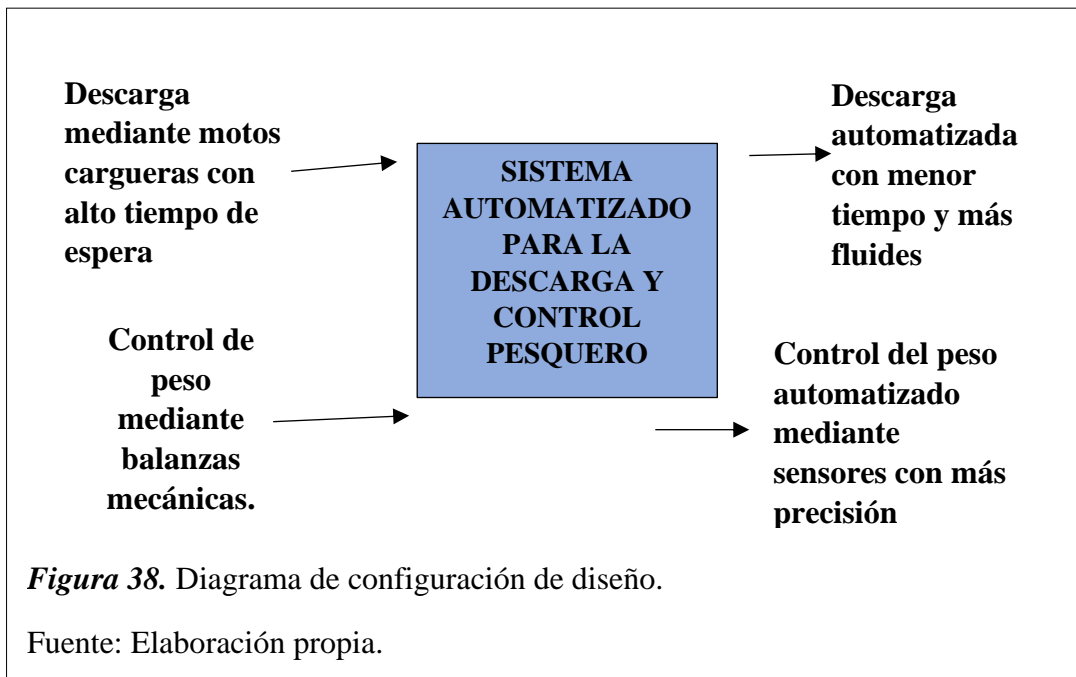 Descarga
mediante motos
cargueras con
alto tiempo de
espera
Control de
peso
mediante
balanzas
mecánicas.
SISTEMA
AUTOMATIZADO
PARA LA
DESCARGA Y
CONTROL
PESQUERO
Descarga
automatizada
con menor
tiempo y más
fluides
Control del peso
automatizado
mediante
sensores con más
precisión
Figura 38. Diagrama de configuración de diseño.
Fuente: Elaboración propia.